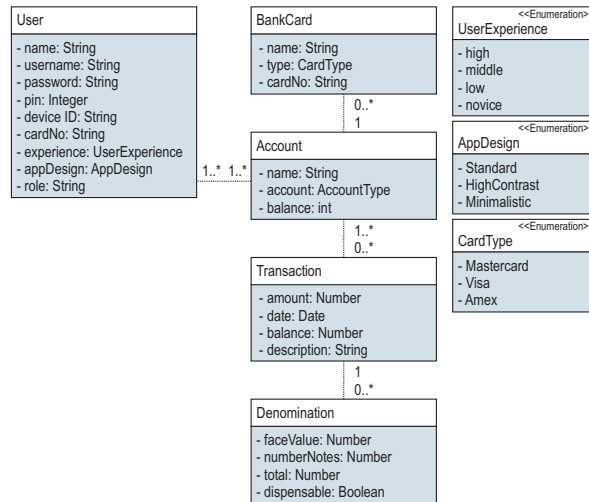 User
- name: String
- username: String
- password: String
- pin: Integer
- device ID: String
- cardNo: String
- experience: UserExperience
- appDesign: AppDesign
- role: String
1..* 1..*
BankCard
- name: String
- type: CardType
- cardNo: String
0..*
1
Account
- name: String
- account: AccountType
- balance: int
1..*
0..*
Transaction
- amount: Number
- date: Date
- balance: Number
- description: String
1
0..*
Denomination
- faceValue: Number
- numberNotes: Number
- total: Number
- dispensable: Boolean
<<Enumeration>
UserExperience
- high
- middle
- low
- novice
<<Enumeration>
AppDesign
- Standard
- HighContrast
- Minimalistic
<<Enumeration>
CardType
- Mastercard
- Visa
- Amex